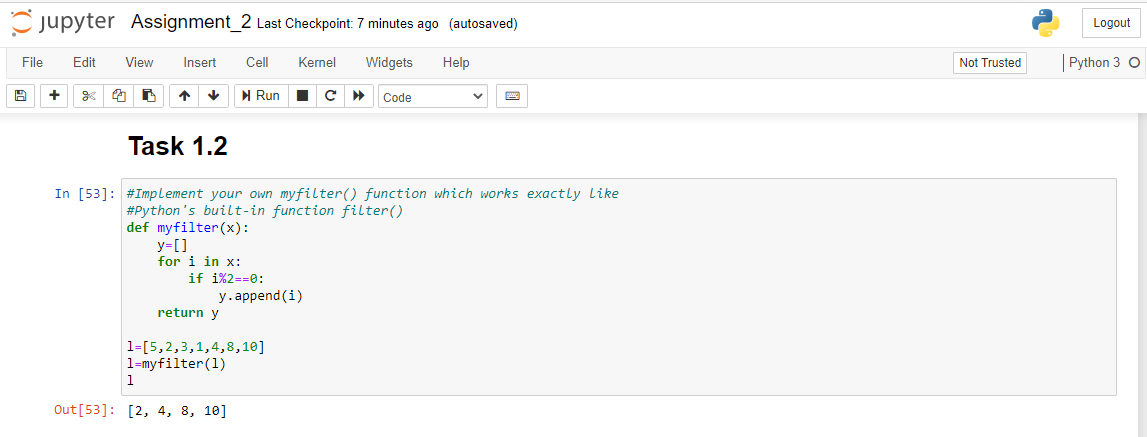 jupyter Assignment_2 Last Checkpoint: 7 minutes ago (autosaved) Logout
File Edit View Insert Cell Kernel Widgets Help Not Trusted Python 3
Run Code
Task 1.2
In [53]: #Implement your own myfilter() function which works exactly like
#Python's built-in function filter()
def myfilter(x):
    y=[]
    for i in x:
        if i%2==0:
            y.append(i)
    return y
l=[5,2,3,1,4,8,10]
l=myfilter(l)
l
Out[53]: [2, 4, 8, 10]